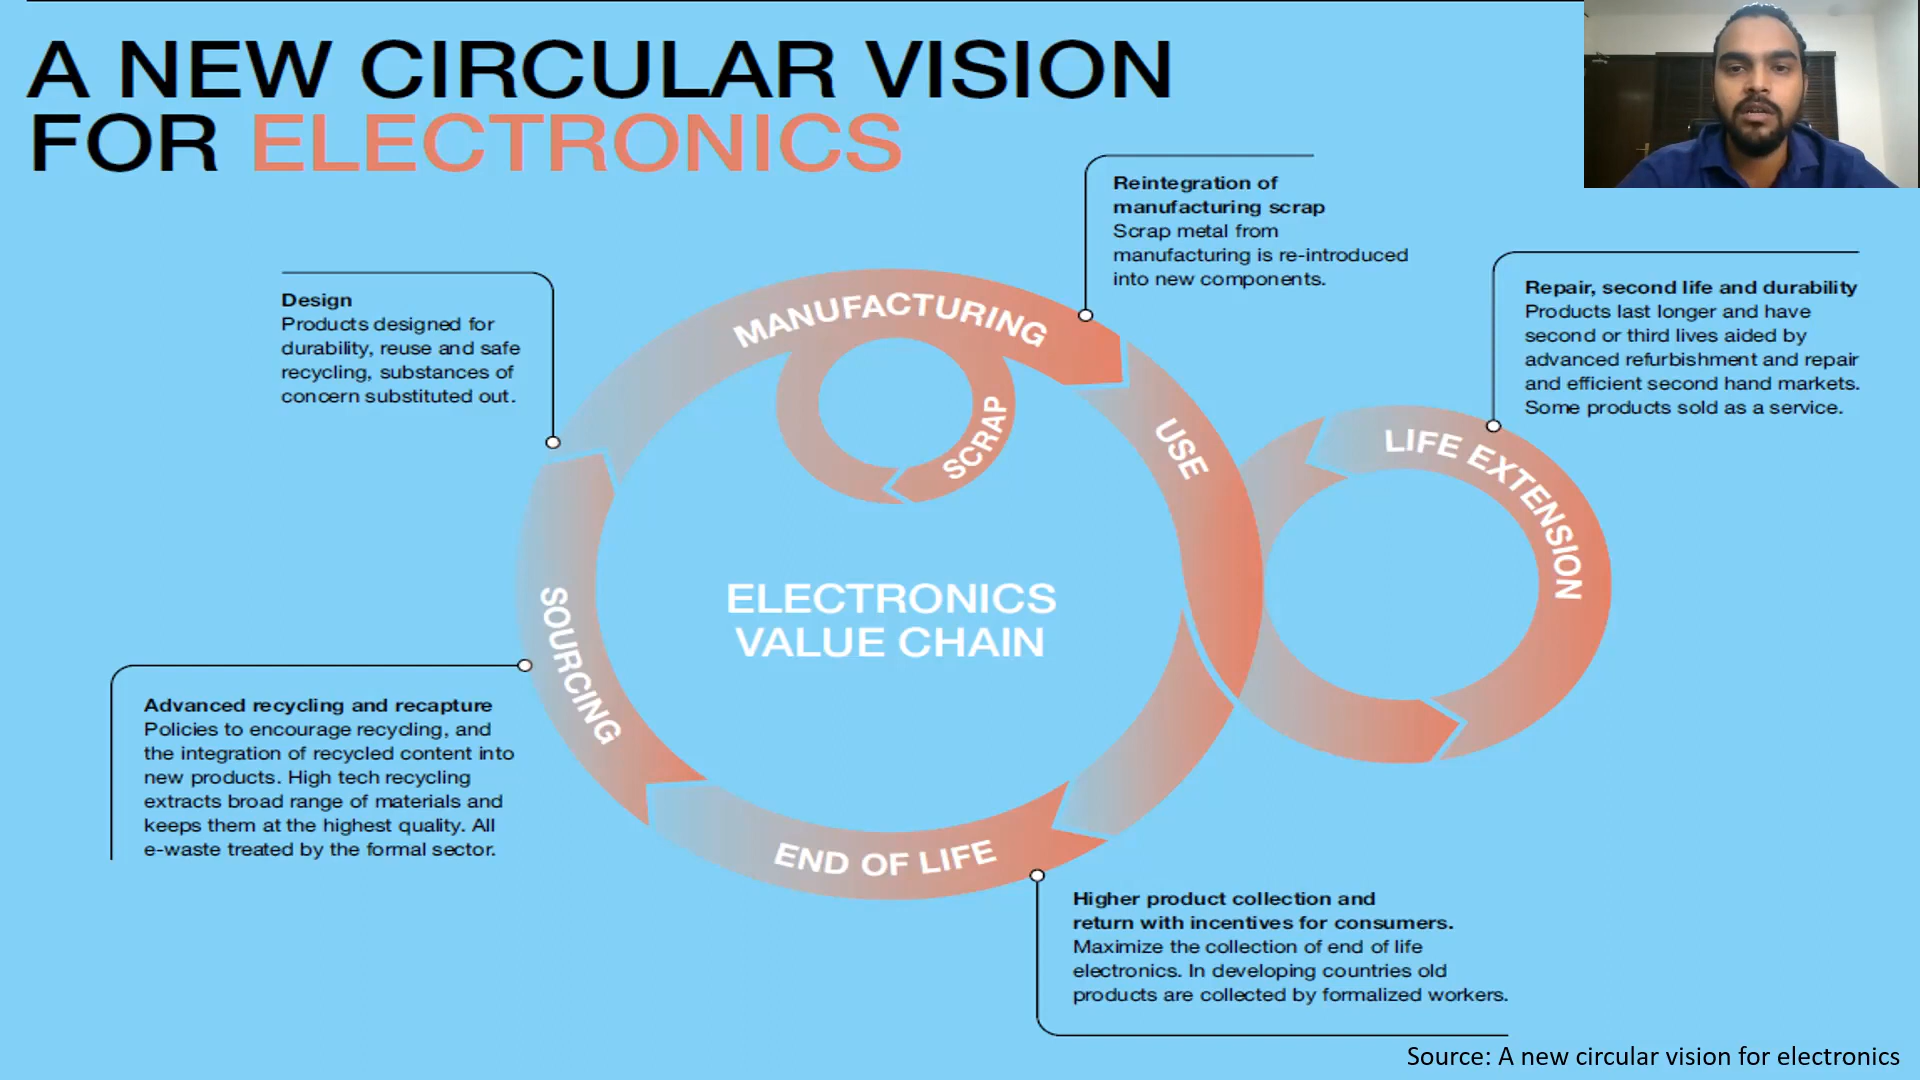 A NEW CIRCULAR VISION
FOR ELECTRONICS
Reintegration of
manufacturing scrap
Scrap metal from
manufacturing is re-introduced
into new components.
Repair, second life and durability
Products last longer and have
second or third lives aided by
advanced refurbishment and repair
and efficient second hand markets.
Some products sold as a service.
Design
Products designed for
durability, reuse and safe
recycling, substances of
concern substituted out.
MANUFACTURING
SCRAP
USE
LIFE EXTENSION
ELECTRONICS
VALUE CHAIN
SOURCING
END OF LIFE
Advanced recycling and recapture
Policies to encourage recycling, and
the integration of recycled content into
new products. High tech recycling
extracts broad range of materials and
keeps them at the highest quality. All
e-waste treated by the formal sector.
Higher product collection and
return with incentives for consumers.
Maximize the collection of end of life
electronics. In developing countries old
products are collected by formalized workers.
Source: A new circular vision for electronics